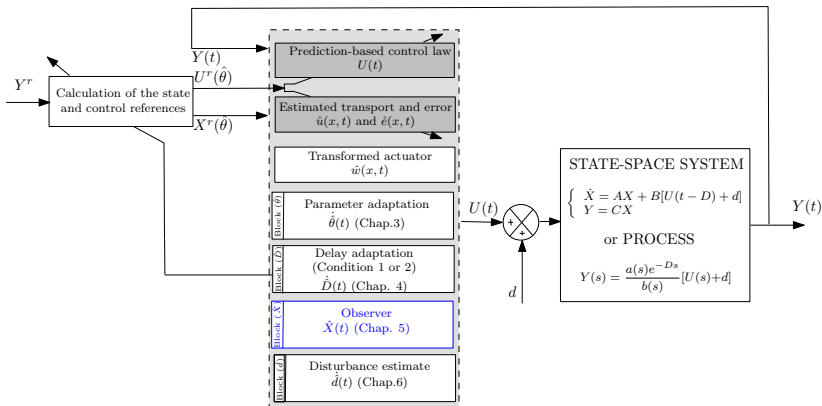 Y^r
Calculation of the state
and control references
Y(t)
U^r(θ̂)
X^r(θ̂)
Prediction-based control law
U(t)
Estimated transport and error
û(x, t) and ê(x, t)
Transformed actuator
ŵ(x, t)
Block (θ̂)
Parameter adaptation
θ̂̇(t) (Chap.3)
Block (D̂)
Delay adaptation
(Condition 1 or 2)
D̂̇(t) (Chap. 4)
Block (X̂)
Observer
X̂(t) (Chap. 5)
Block (d̂)
Disturbance estimate
d̂̇(t) (Chap.6)
U(t)
+
+
d
STATE-SPACE SYSTEM
{ Ẋ = AX + B[U(t − D) + d]
Y = CX
or PROCESS
Y(s) = a(s)e^{−Ds}/b(s) [U(s)+d]
Y(t)